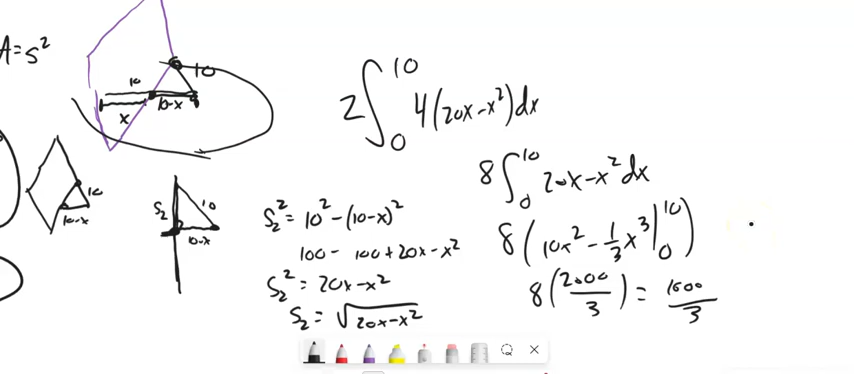 A = s²
10
10
10-x
x
2∫₀¹⁰ 4(20x-x²)dx
8∫₀¹⁰ 20x-x² dx
10
10-x
S₂
10
10-x
S₂² = 10² - (10-x)²
100 - 100 + 20x - x²
S₂² = 20x - x²
S₂ = √(20x-x²)
8(10x² - 1/3 x³ |₀¹⁰)
8(2000/3) = 1600/3